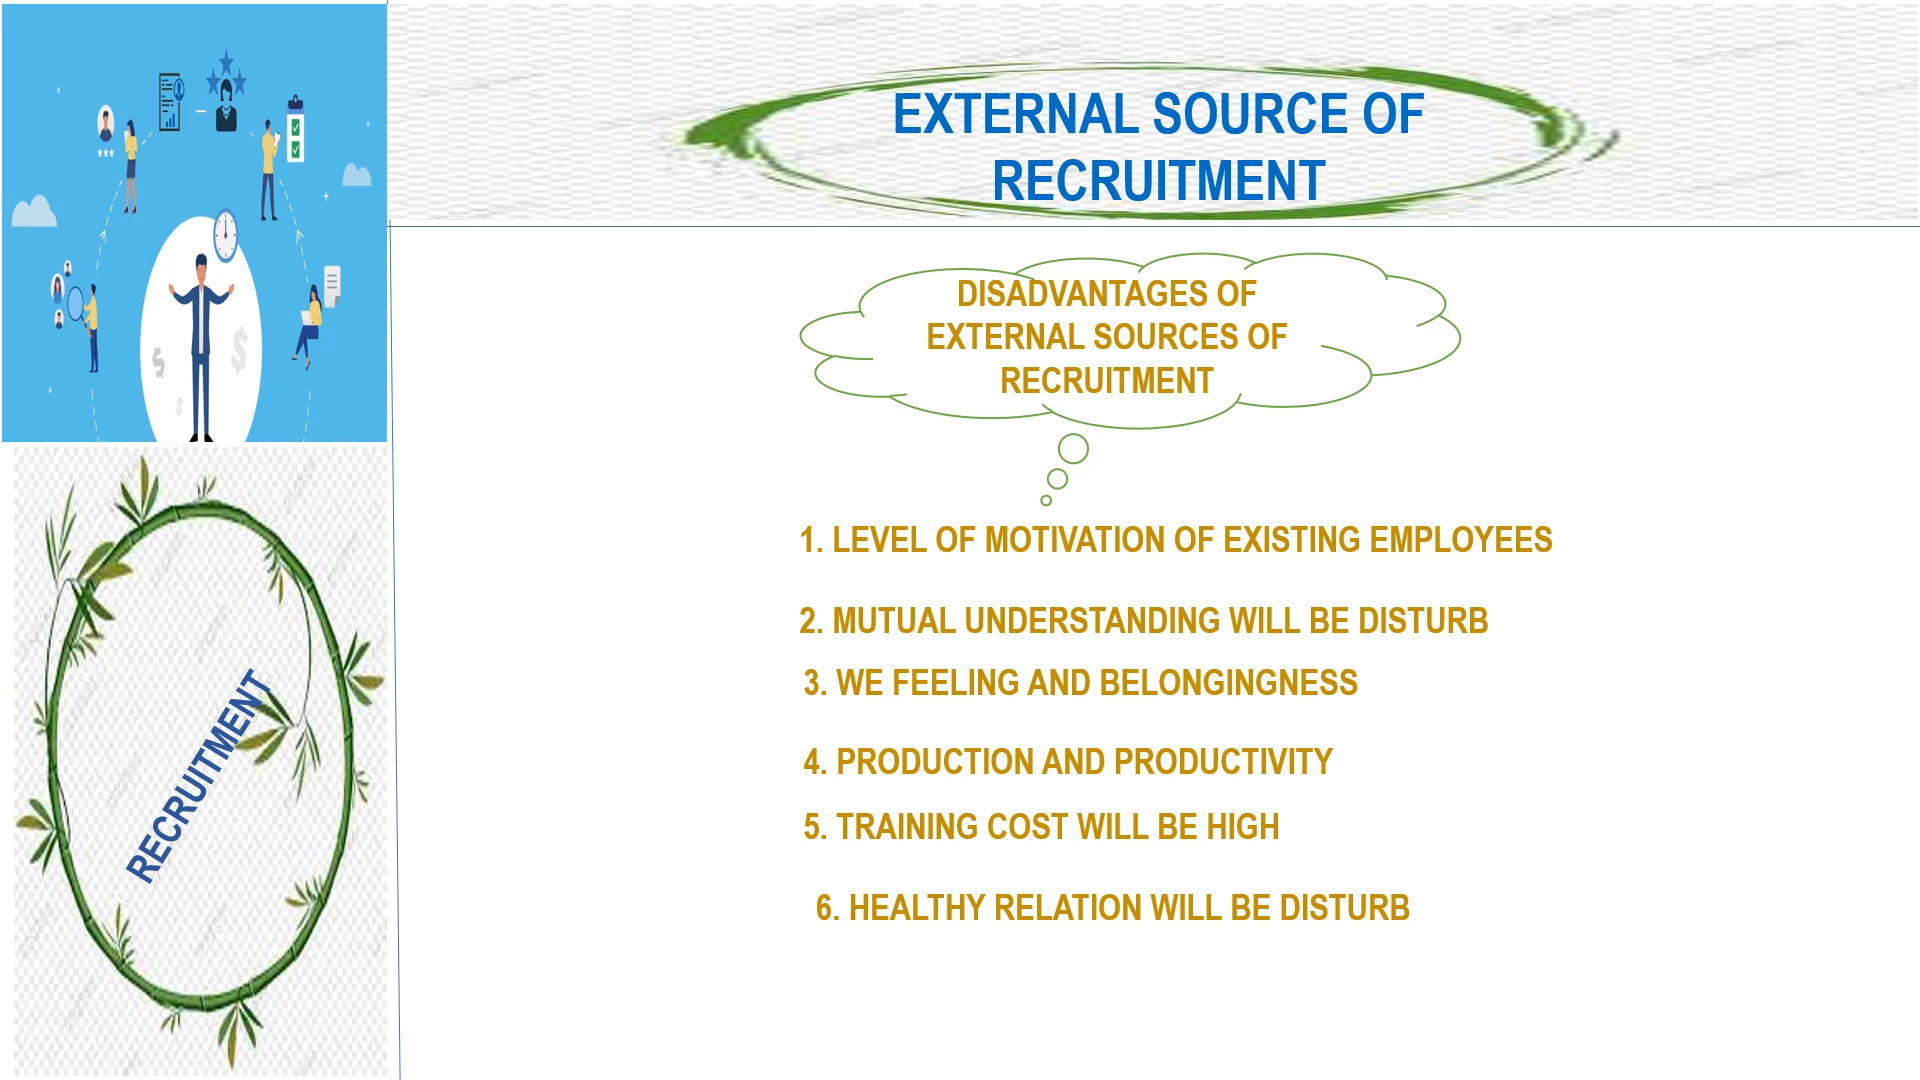 EXTERNAL SOURCE OF
RECRUITMENT
DISADVANTAGES OF
EXTERNAL SOURCES OF
RECRUITMENT
1. LEVEL OF MOTIVATION OF EXISTING EMPLOYEES
2. MUTUAL UNDERSTANDING WILL BE DISTURB
3. WE FEELING AND BELONGINGNESS
4. PRODUCTION AND PRODUCTIVITY
5. TRAINING COST WILL BE HIGH
6. HEALTHY RELATION WILL BE DISTURB
RECRUITMENT